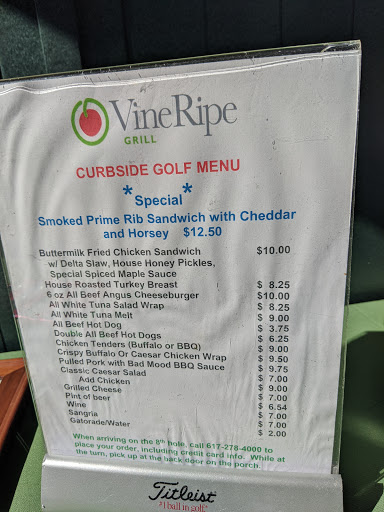 VineRipe
GRILL
CURBSIDE GOLF MENU
*Special*
Smoked Prime Rib Sandwich with Cheddar
and Horsey $12.50
Buttermilk Fried Chicken Sandwich $10.00
w/ Delta Slaw, House Honey Pickles,
Special Spiced Maple Sauce
House Roasted Turkey Breast $ 8.25
6 oz All Beef Angus Cheeseburger $10.00
All White Tuna Salad Wrap $ 8.25
All White Tuna Melt $ 9.00
All Beef Hot Dog $ 3.75
Double All Beef Hot Dogs $ 6.25
Chicken Tenders (Buffalo or BBQ) $ 9.00
Crispy Buffalo Or Caesar Chicken Wrap $ 9.50
Pulled Pork with Bad Mood BBQ Sauce $ 9.75
Classic Caesar Salad $ 7.00
Add Chicken $ 9.00
Grilled Cheese $ 7.00
Pint of beer $ 6.54
Wine $ 7.00
Sangria $ 7.00
Gatorade/Water $ 2.00
When arriving on the 8th hole, call 617-278-4000 to
place your order, including credit card info. While at
the turn, pick up at the back door on the porch.
Titleist
#1 ball in golf